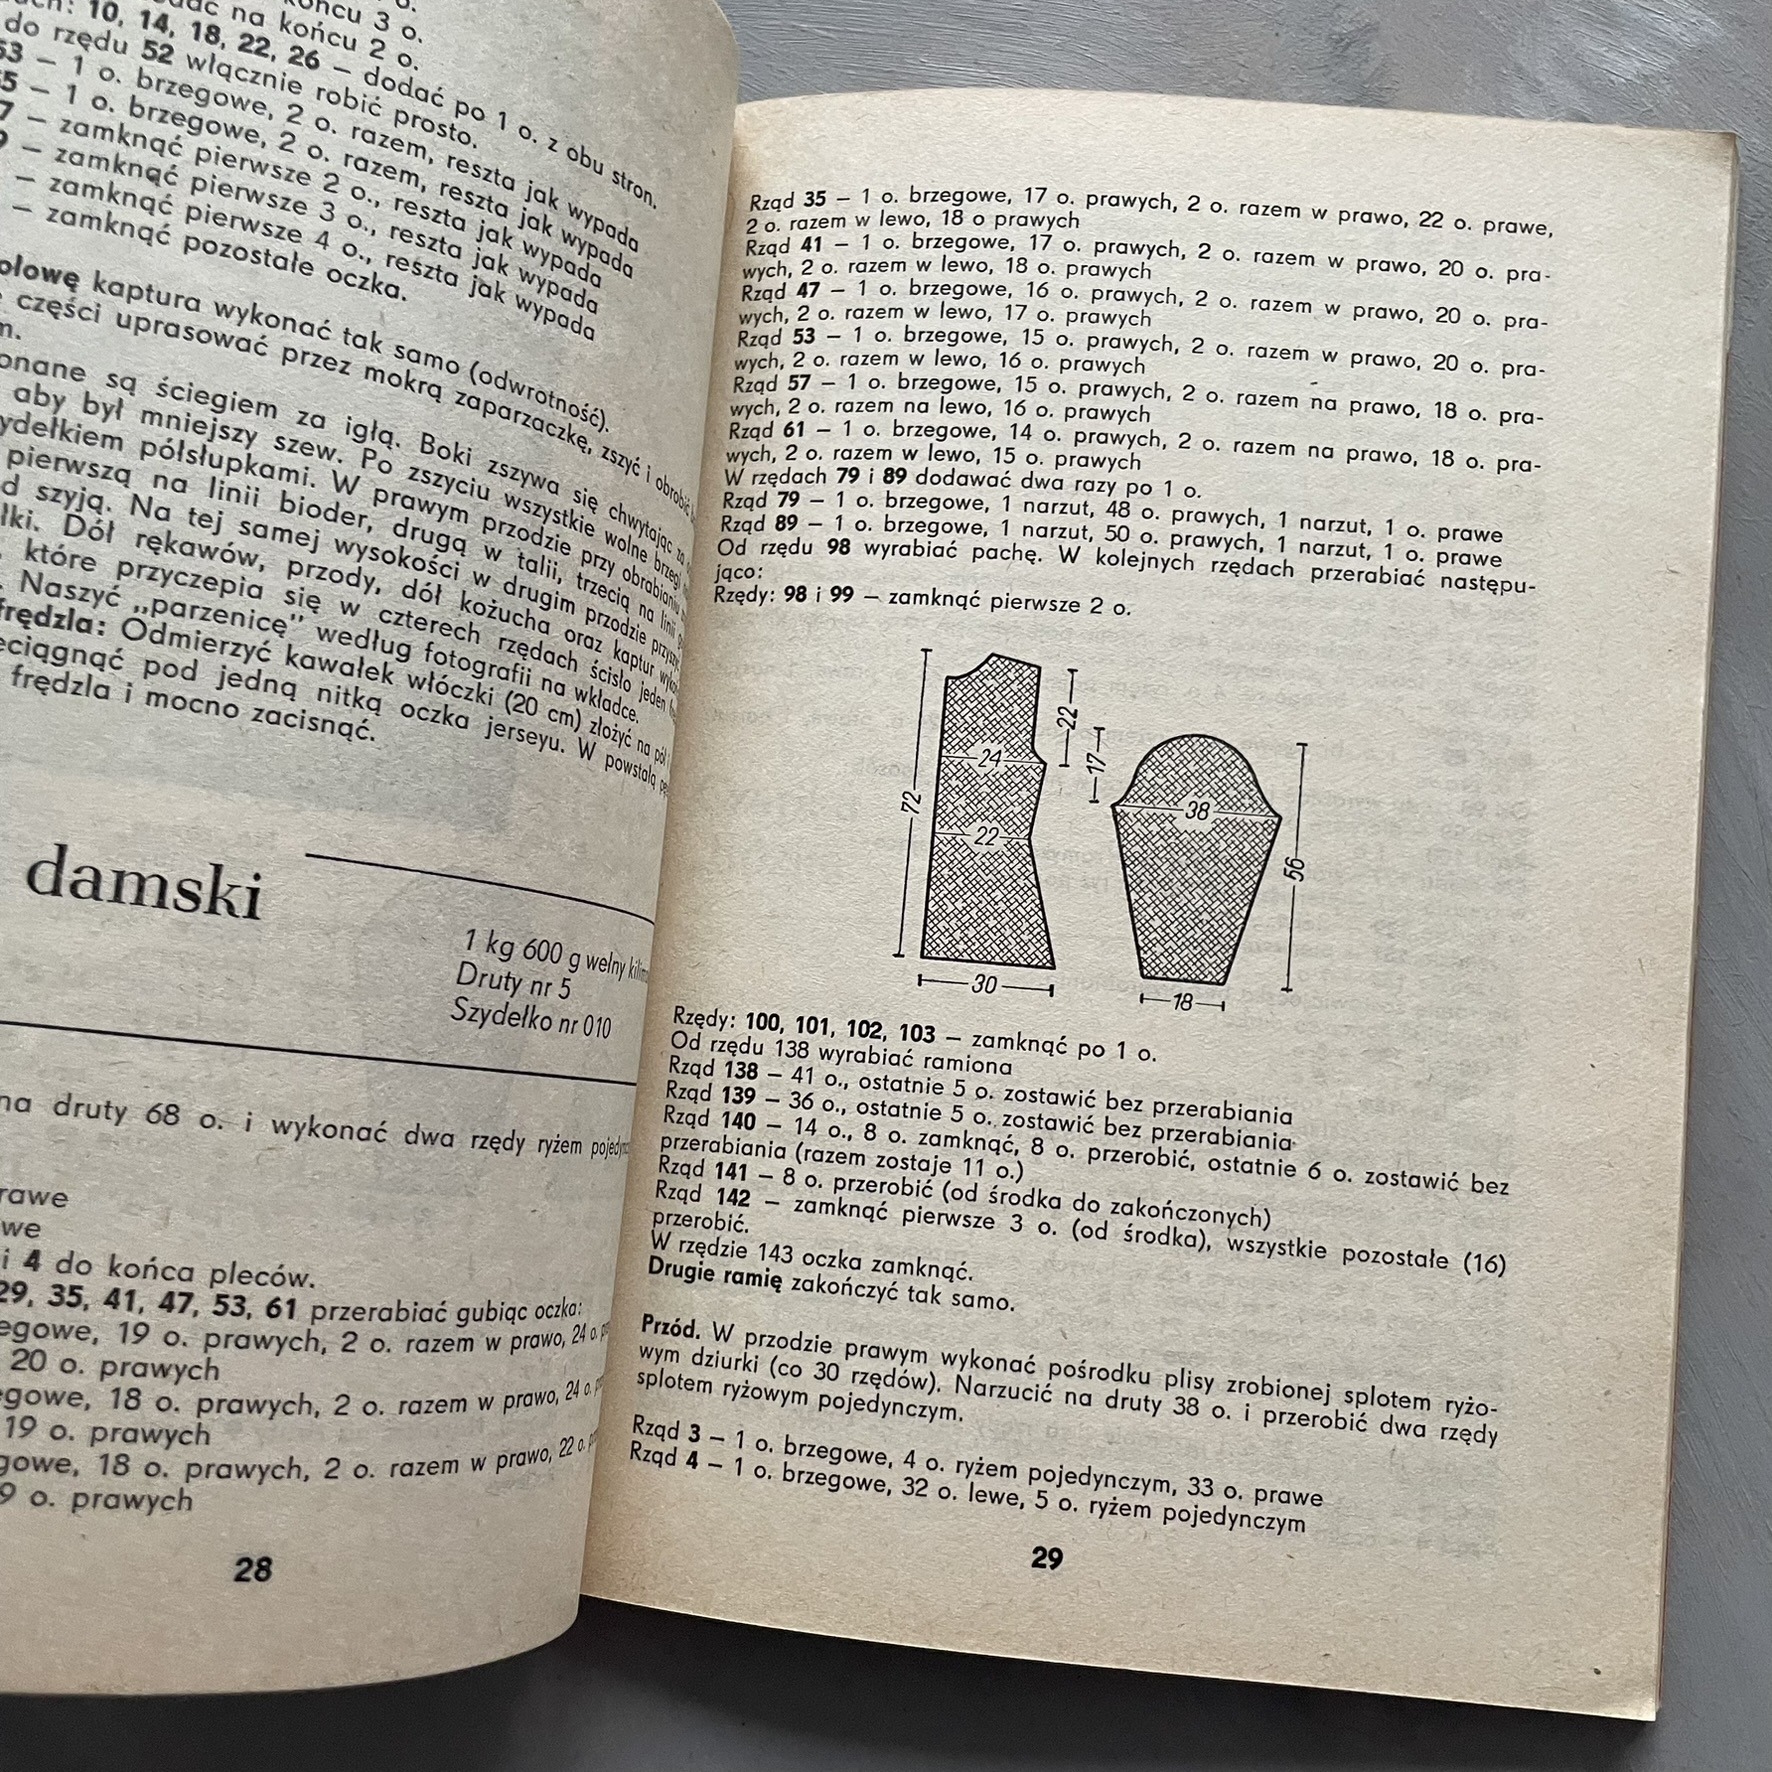 końcu 3 o.
na końcu 2 o.
10, 14, 18, 22, 26 – dodać po 1 o. z obu stron.
do rzędu 52 włącznie robić prosto.
– 1 o. brzegowe, 2 o. razem, reszta jak wypada
– 1 o. brzegowe, 2 o. razem, reszta jak wypada
– zamknąć pierwsze 2 o., reszta jak wypada
– zamknąć pierwsze 3 o., reszta jak wypada
– zamknąć pierwsze 4 o., reszta jak wypada
– zamknąć pozostałe oczka.
kaptura wykonać tak samo (odwrotność).
części uprasować przez mokrą zaparzaczkę, zszyć i
są ściegiem za igłą. Boki zszywa się chwytając za
aby był mniejszy szew. Po zszyciu wszystkie wolne brzegi
półsłupkami. W prawym przodzie przy obrabianiu
pierwszą na linii bioder, drugą w talii, trzecią na linii
szyją. Na tej samej wysokości w drugim przodzie
Dół rękawów, przody, dół kożucha oraz kaptur
które przyczepia się w czterech rzędach ścisło jeden
Naszyć „parzenicę” według fotografii na wkładce.
Odmierzyć kawałek włóczki (20 cm) złożyć na pół i
pod jedną nitką oczka jerseyu. W powstałą
frędzla i mocno zacisnąć.
damski
1 kg 600 g wełny
Druty nr 5
Szydełko nr 010
na druty 68 o. i wykonać dwa rzędy ryżem
i 4 do końca pleców.
29, 35, 41, 47, 53, 61 przerabiać gubiąc oczka:
19 o. prawych, 2 o. razem w prawo, 24 o.
20 o. prawych
18 o. prawych, 2 o. razem w prawo, 24 o.
19 o. prawych
18 o. prawych, 2 o. razem w prawo, 22 o.
o. prawych
28
Rząd 35 – 1 o. brzegowe, 17 o. prawych, 2 o. razem w prawo, 22 o. prawe,
2 o. razem w lewo, 18 o prawych
Rząd 41 – 1 o. brzegowe, 17 o. prawych, 2 o. razem w prawo, 20 o. pra-
wych, 2 o. razem w lewo, 18 o. prawych
Rząd 47 – 1 o. brzegowe, 16 o. prawych, 2 o. razem w prawo, 20 o. pra-
wych, 2 o. razem w lewo, 17 o. prawych
Rząd 53 – 1 o. brzegowe, 15 o. prawych, 2 o. razem w prawo, 20 o. pra-
wych, 2 o. razem w lewo, 16 o. prawych
Rząd 57 – 1 o. brzegowe, 15 o. prawych, 2 o. razem na prawo, 18 o. pra-
wych, 2 o. razem na lewo, 16 o. prawych
Rząd 61 – 1 o. brzegowe, 14 o. prawych, 2 o. razem na prawo, 18 o. pra-
wych, 2 o. razem w lewo, 15 o. prawych
W rzędach 79 i 89 dodawać dwa razy po 1 o.
Rząd 79 – 1 o. brzegowe, 1 narzut, 48 o. prawych, 1 narzut, 1 o. prawe
Rząd 89 – 1 o. brzegowe, 1 narzut, 50 o. prawych, 1 narzut, 1 o. prawe
Od rzędu 98 wyrabiać pachę. W kolejnych rzędach przerabiać następu-
jąco:
Rzędy: 98 i 99 – zamknąć pierwsze 2 o.
72
24
22
22
30
17
38
56
18
Rzędy: 100, 101, 102, 103 – zamknąć po 1 o.
Od rzędu 138 wyrabiać ramiona
Rząd 138 – 41 o., ostatnie 5 o. zostawić bez przerabiania
Rząd 139 – 36 o., ostatnie 5 o. zostawić bez przerabiania
Rząd 140 – 14 o., 8 o. zamknąć, 8 o. przerobić, ostatnie 6 o. zostawić bez
przerabiania (razem zostaje 11 o.)
Rząd 141 – 8 o. przerobić (od środka do zakończonych)
Rząd 142 – zamknąć pierwsze 3 o. (od środka), wszystkie pozostałe (16)
przerobić.
W rzędzie 143 oczka zamknąć.
Drugie ramię zakończyć tak samo.
Przód. W przodzie prawym wykonać pośrodku plisy zrobionej splotem ryżo-
wym dziurki (co 30 rzędów). Narzucić na druty 38 o. i przerobić dwa rzędy
splotem ryżowym pojedynczym.
Rząd 3 – 1 o. brzegowe, 4 o. ryżem pojedynczym, 33 o. prawe
Rząd 4 – 1 o. brzegowe, 32 o. lewe, 5 o. ryżem pojedynczym
29